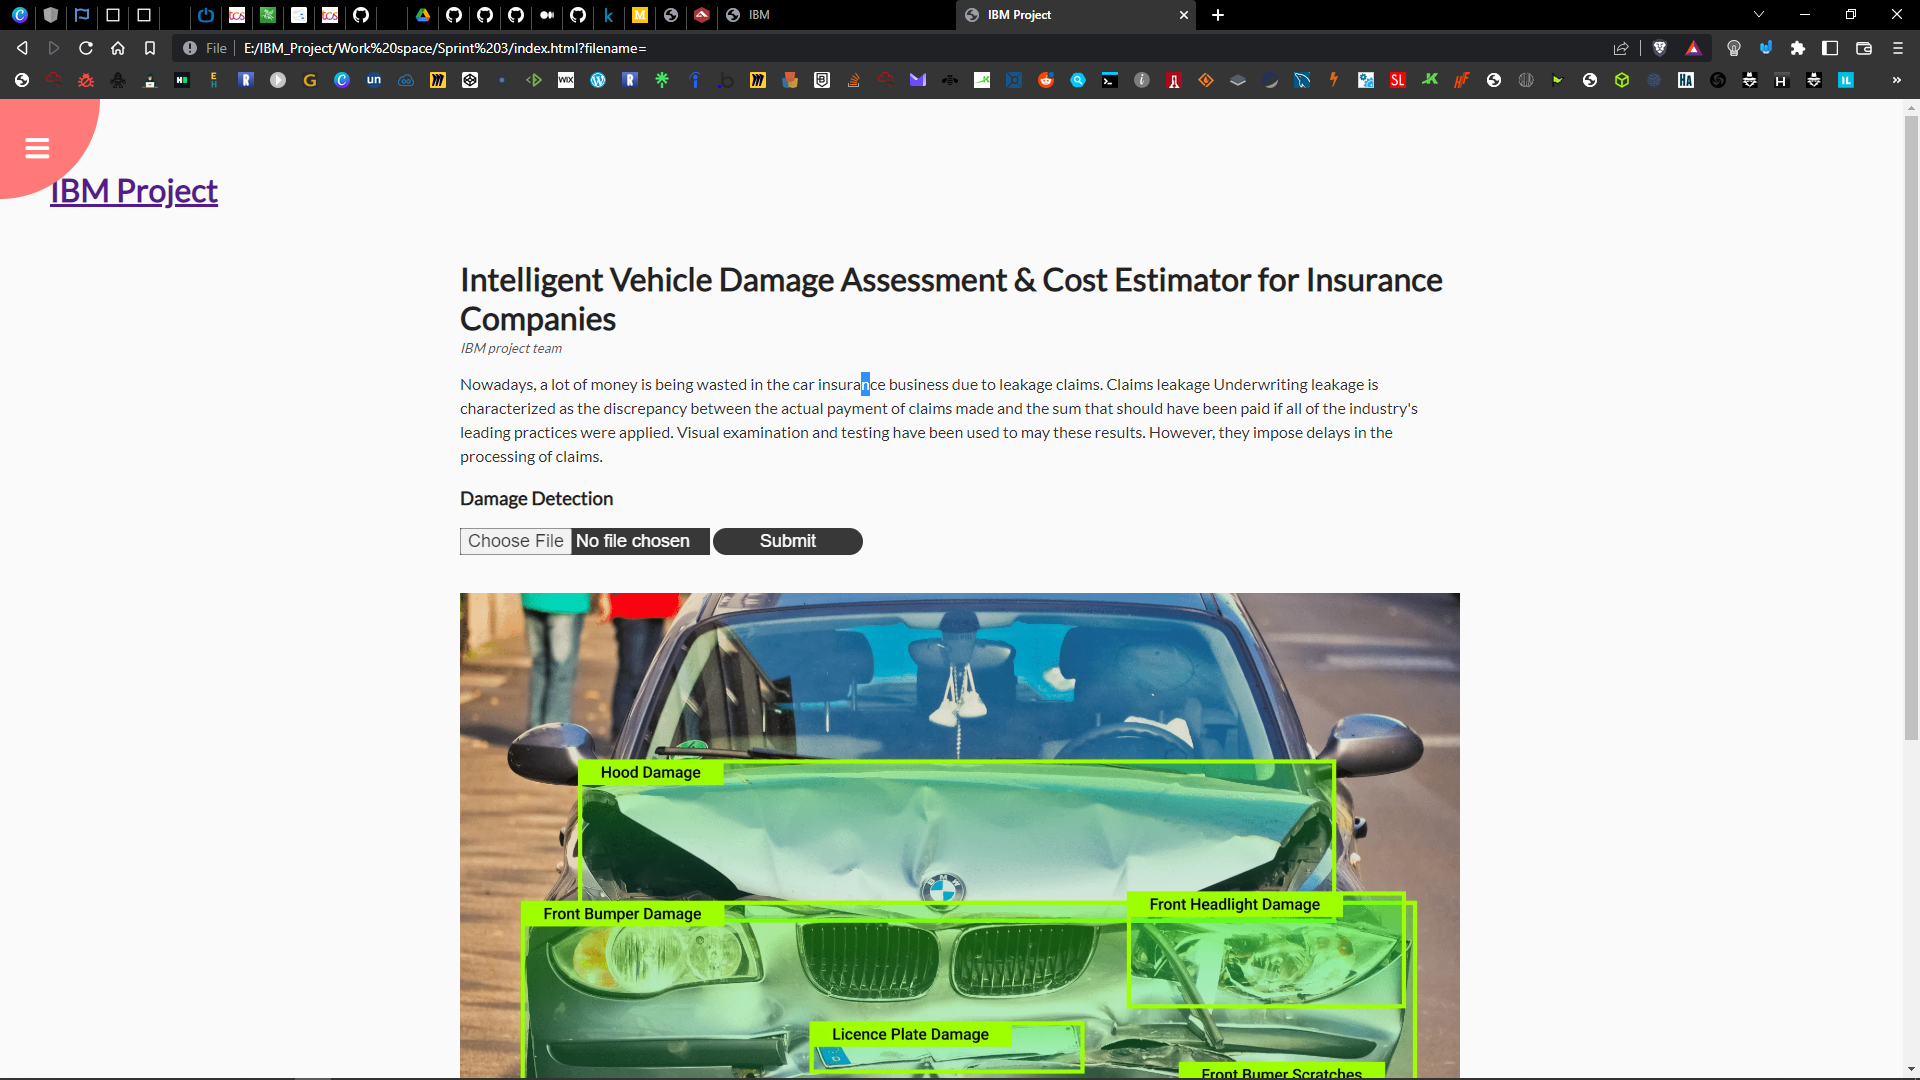 IBM
IBM Project
File
E:/IBM_Project/Work%20space/Sprint%203/index.html?filename=
IBM Project
Intelligent Vehicle Damage Assessment & Cost Estimator for Insurance
Companies
IBM project team
Nowadays, a lot of money is being wasted in the car insurance business due to leakage claims. Claims leakage Underwriting leakage is
characterized as the discrepancy between the actual payment of claims made and the sum that should have been paid if all of the industry's
leading practices were applied. Visual examination and testing have been used to may these results. However, they impose delays in the
processing of claims.
Damage Detection
Choose File No file chosen Submit
Hood Damage
BMW
Front Bumper Damage
Front Headlight Damage
Licence Plate Damage
Front Bumer Scratches